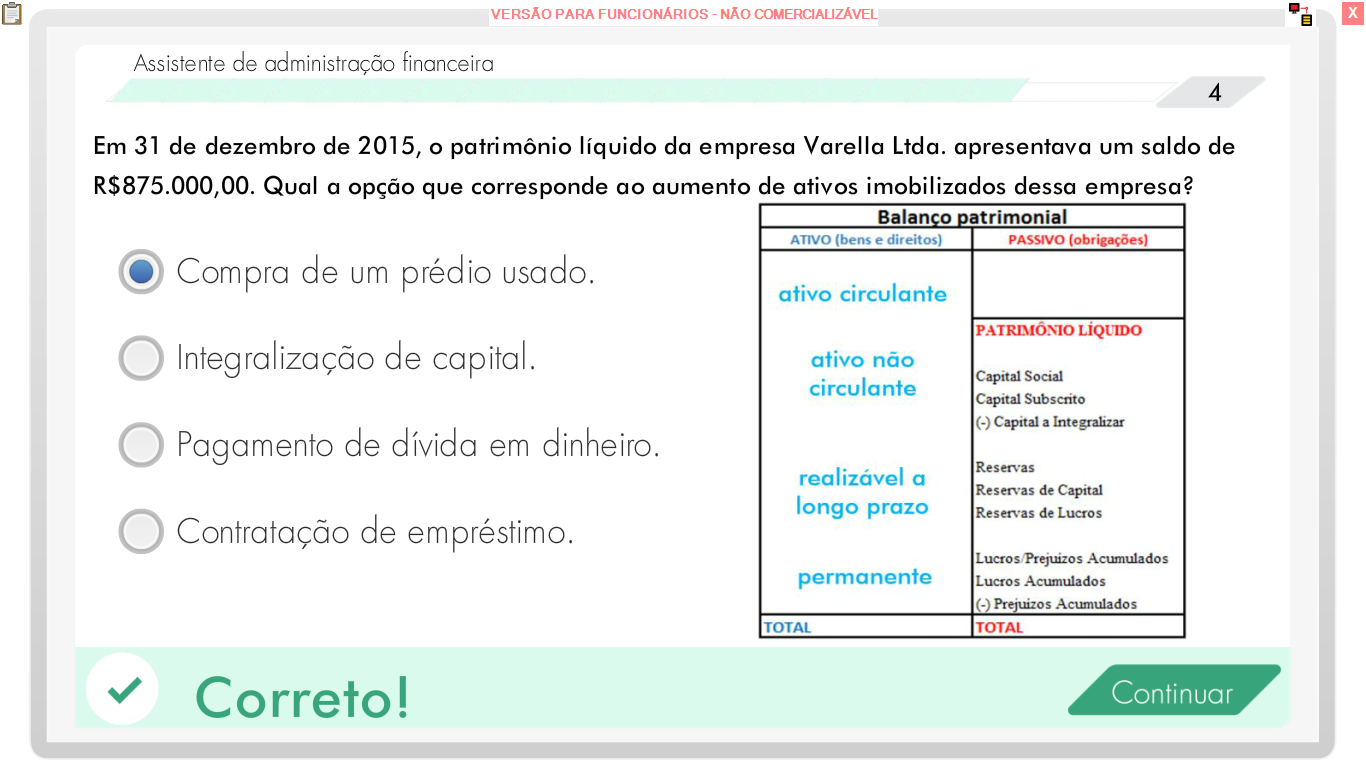 VERSÃO PARA FUNCIONÁRIOS - NÃO COMERCIALIZÁVEL
X
Assistente de administração financeira
4
Em 31 de dezembro de 2015, o patrimônio líquido da empresa Varella Ltda. apresentava um saldo de
R$875.000,00. Qual a opção que corresponde ao aumento de ativos imobilizados dessa empresa?
Compra de um prédio usado.
Integralização de capital.
Pagamento de dívida em dinheiro.
Contratação de empréstimo.
Balanço patrimonial
ATIVO (bens e direitos)
PASSIVO (obrigações)
ativo circulante
ativo não
circulante
realizável a
longo prazo
permanente
PATRIMÔNIO LÍQUIDO
Capital Social
Capital Subscrito
(-) Capital a Integralizar
Reservas
Reservas de Capital
Reservas de Lucros
Lucros/Prejuizos Acumulados
Lucros Acumulados
(-) Prejuizos Acumulados
TOTAL
TOTAL
Correto!
Continuar